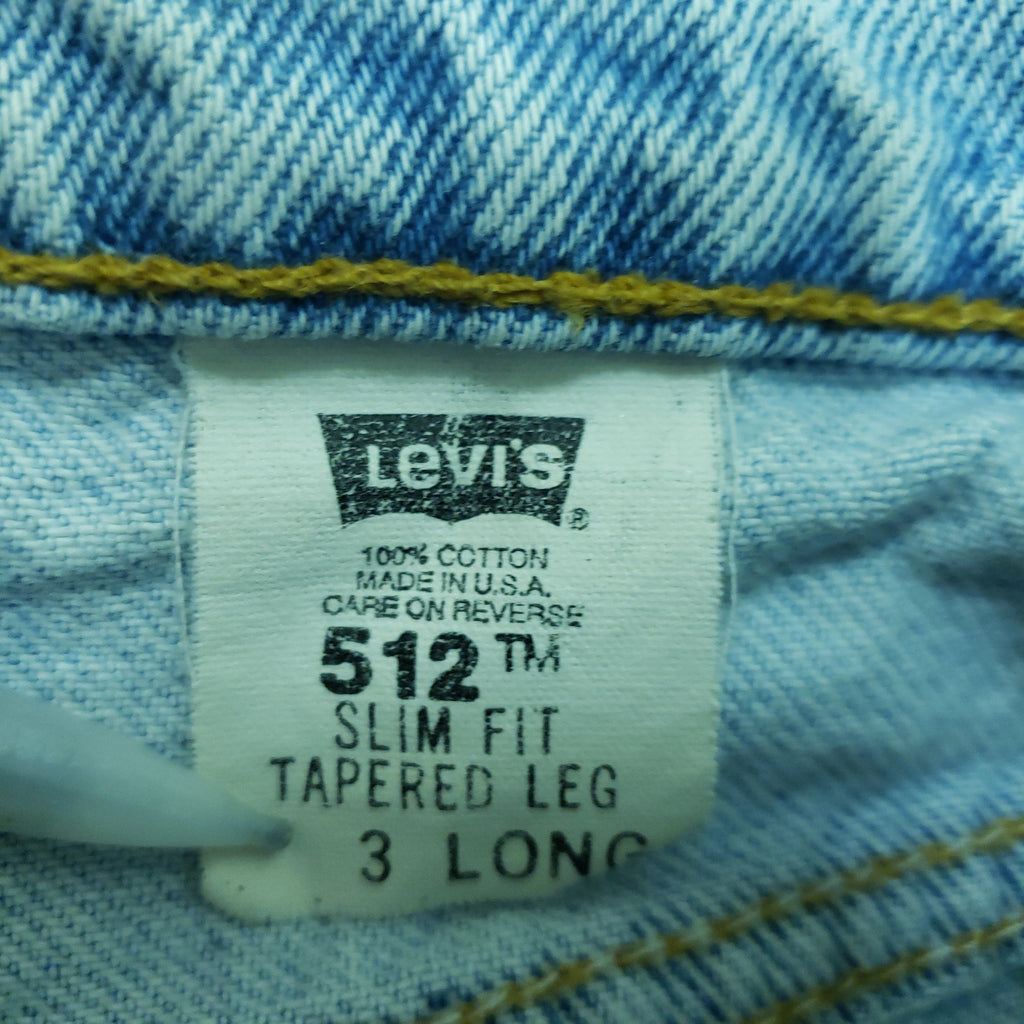 Levi's ®
100% COTTON
MADE IN U.S.A.
CARE ON REVERSE
512™
SLIM FIT
TAPERED LEG
3 LONG